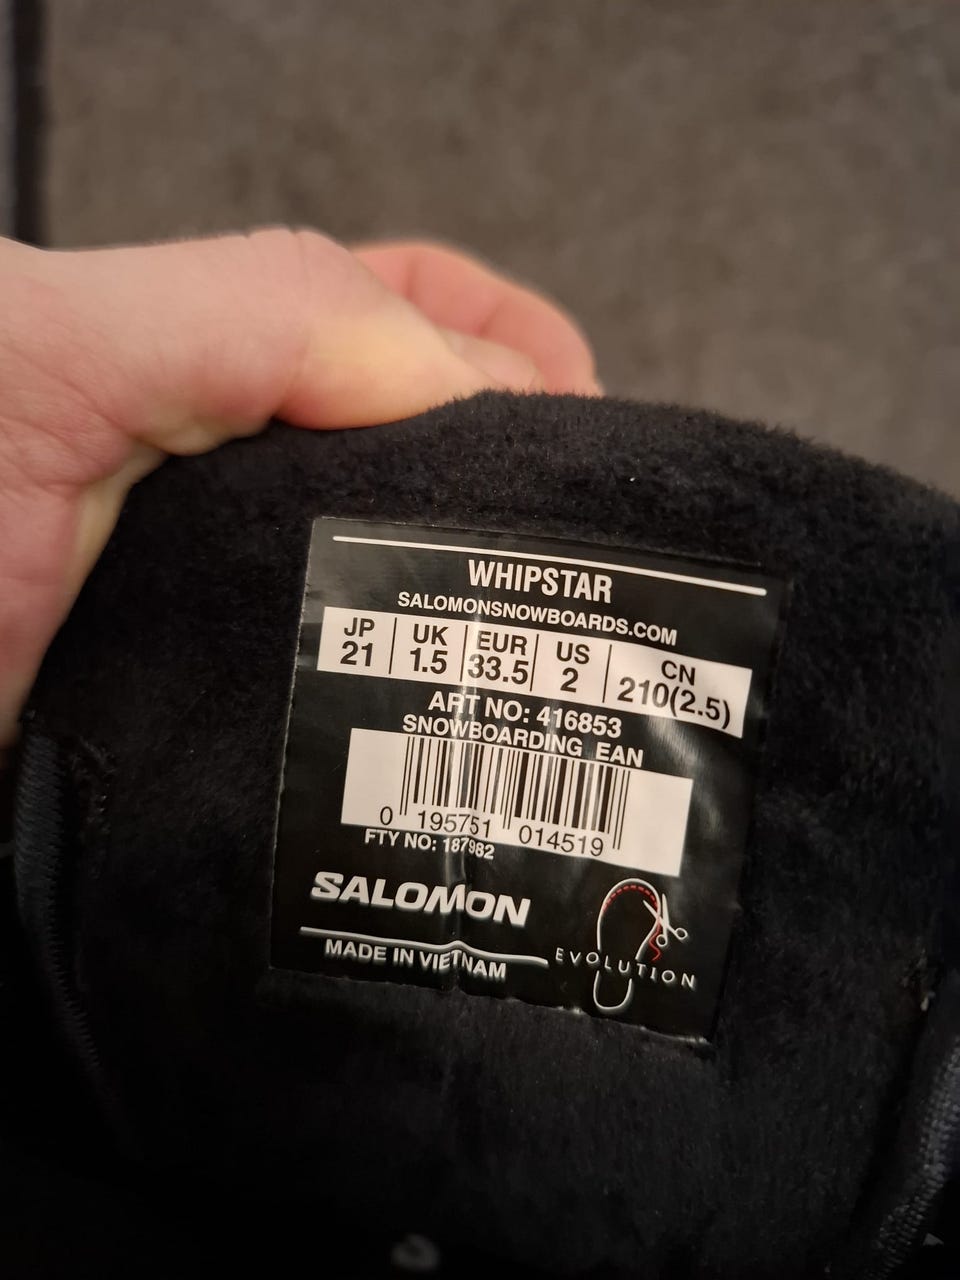 WHIPSTAR
SALOMONSNOWBOARDS.COM
JP UK EUR US CN
21 1.5 33.5 2 210(2.5)
ART NO: 416853
SNOWBOARDING EAN
0 195751 014519
FTY NO: 187982
SALOMON
MADE IN VIETNAM
EVOLUTION